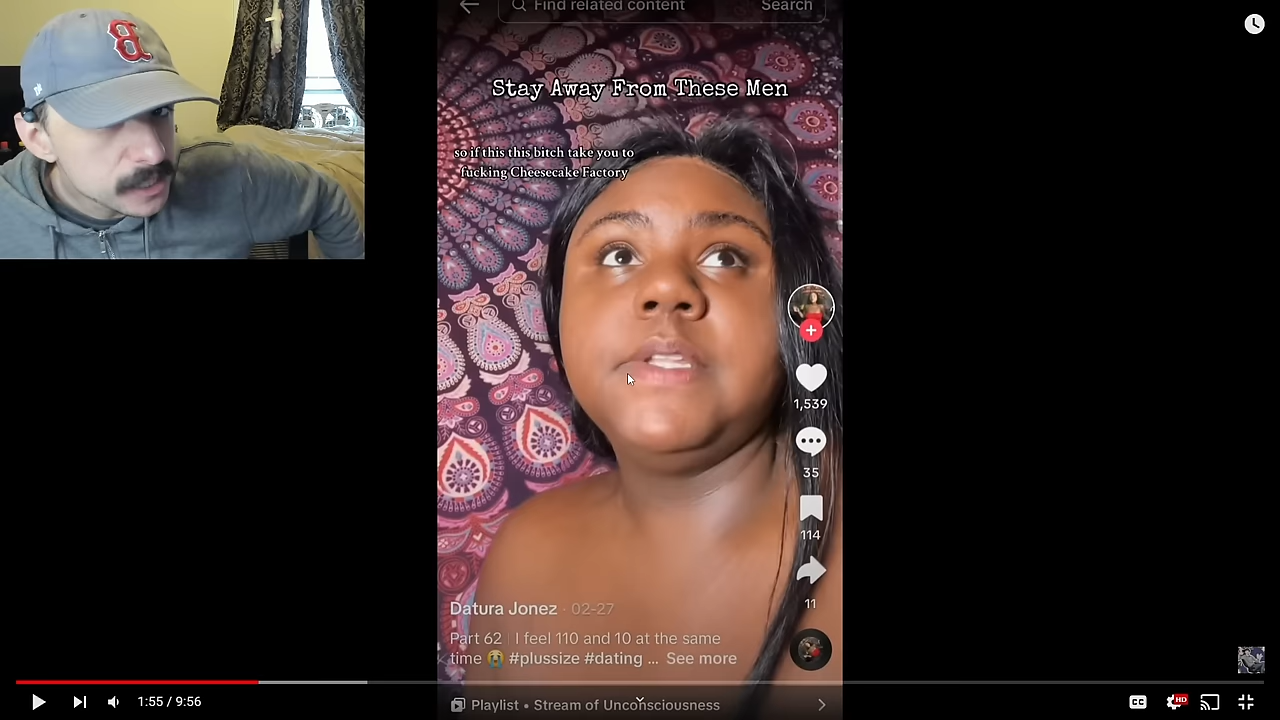 Find related content
Search
Stay Away From These Men
so if this this bitch take you to
fucking Cheesecake Factory
1,539
35
114
11
Datura Jonez · 02-27
Part 62 | I feel 110 and 10 at the same
time 😭 #plussize #dating ... See more
Playlist • Stream of Unconsciousness
1:55 / 9:56
CC
HD
B